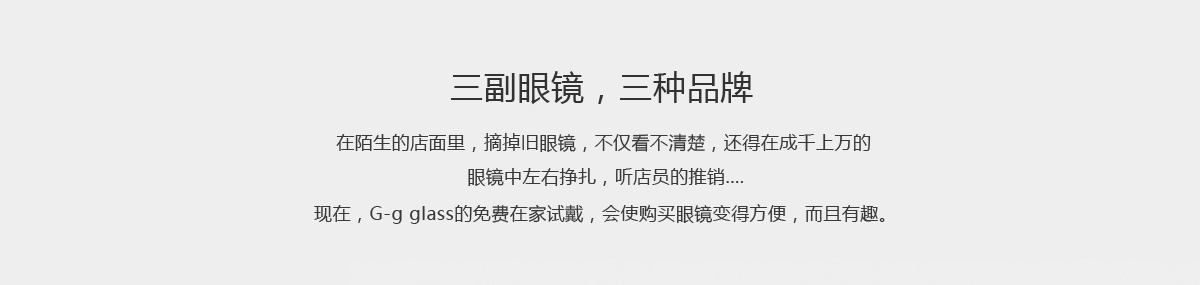 三副眼镜，三种品牌
在陌生的店面里，摘掉旧眼镜，不仅看不清楚，还得在成千上万的
眼镜中左右挣扎，听店员的推销....
现在，G-g glass的免费在家试戴，会使购买眼镜变得方便，而且有趣。